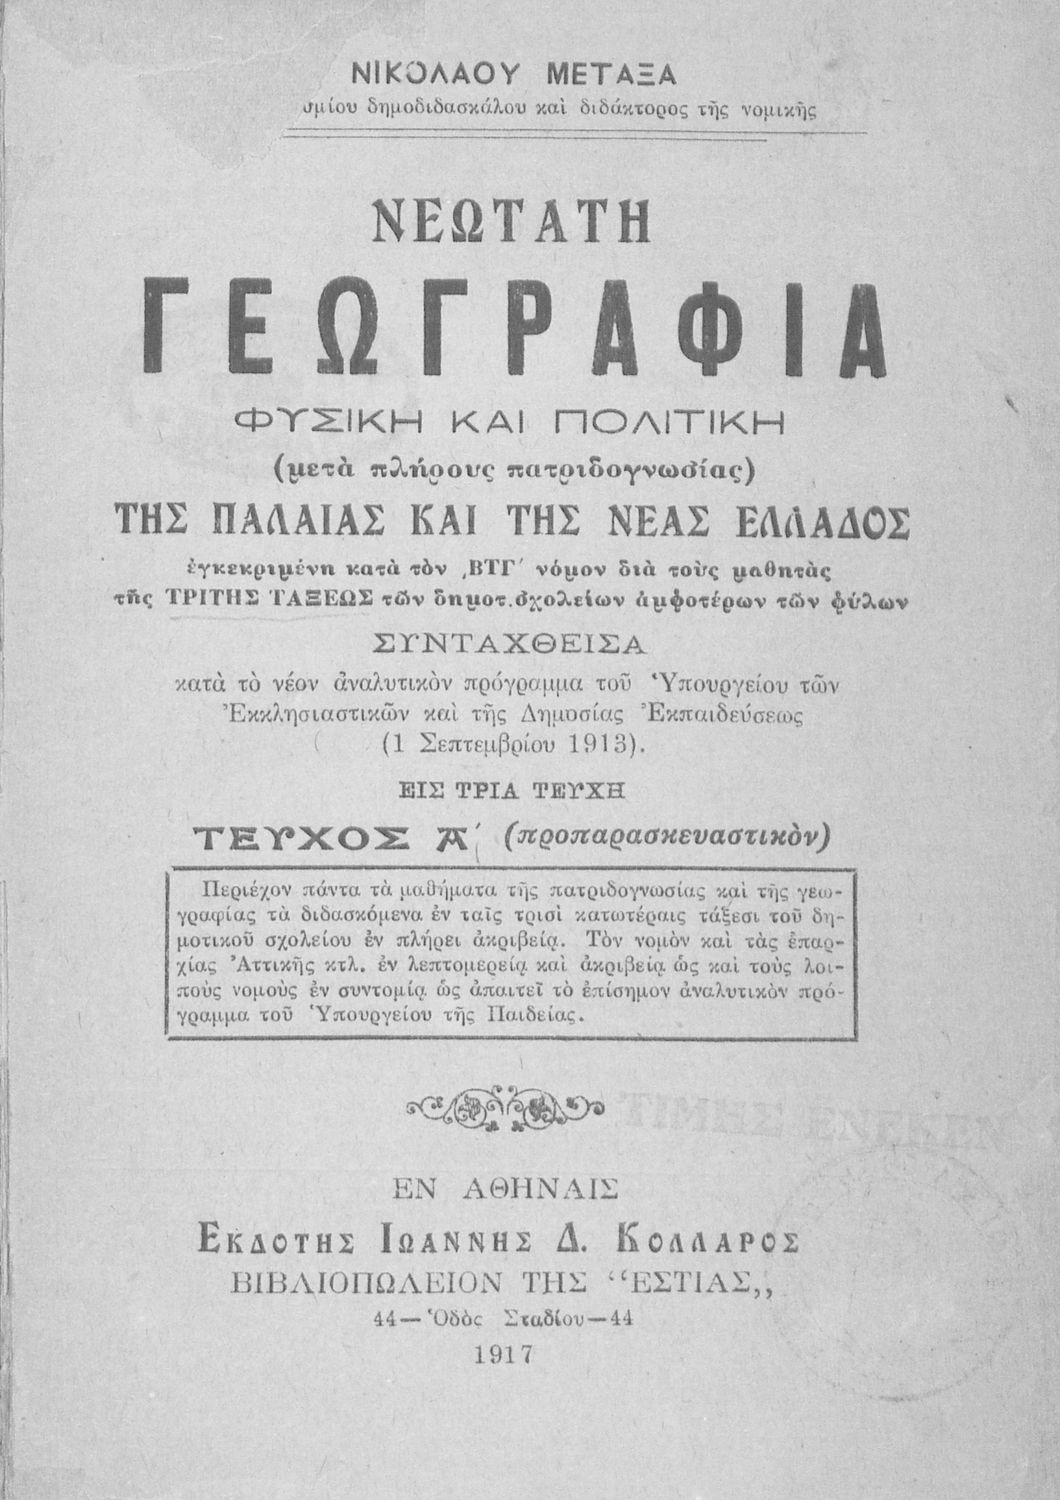 ΝΙΚΟΛΑΟΥ ΜΕΤΑΞΑ
δημοδιδασκάλου καὶ διδάκτορος τῆς νομικῆς
ΝΕΩΤΑΤΗ
ΓΕΩΓΡΑΦΙΑ
ΦΥΣΙΚΗ ΚΑΙ ΠΟΛΙΤΙΚΗ
(μετὰ πλήρους πατριδογνωσίας)
ΤΗΣ ΠΑΛΑΙΑΣ ΚΑΙ ΤΗΣ ΝΕΑΣ ΕΛΛΑΔΟΣ
ἐγκεκριμένη κατὰ τὸν ͵ΒΤΓ΄ νόμον διὰ τοὺς μαθητὰς
τῆς ΤΡΙΤΗΣ ΤΑΞΕΩΣ τῶν δημοτ. σχολείων ἀμφοτέρων τῶν φύλων
ΣΥΝΤΑΧΘΕΙΣΑ
κατὰ τὸ νέον ἀναλυτικὸν πρόγραμμα τοῦ Ὑπουργείου τῶν
Ἐκκλησιαστικῶν καὶ τῆς Δημοσίας Ἐκπαιδεύσεως
(1 Σεπτεμβρίου 1913).
ΕΙΣ ΤΡΙΑ ΤΕΥΧΗ
ΤΕΥΧΟΣ Α΄ (προπαρασκευαστικὸν)
Περιέχον πάντα τὰ μαθήματα τῆς πατριδογνωσίας καὶ τῆς γεω-
γραφίας τὰ διδασκόμενα ἐν ταῖς τρισὶ κατωτέραις τάξεσι τοῦ δη-
μοτικοῦ σχολείου ἐν πλήρει ἀκριβείᾳ. Τὸν νομὸν καὶ τὰς ἐπαρ-
χίας Ἀττικῆς κτλ. ἐν λεπτομερείᾳ καὶ ἀκριβείᾳ ὡς καὶ τοὺς λοι-
ποὺς νομοὺς ἐν συντομίᾳ ὡς ἀπαιτεῖ τὸ ἐπίσημον ἀναλυτικὸν πρό-
γραμμα τοῦ Ὑπουργείου τῆς Παιδείας.
ΕΝ ΑΘΗΝΑΙΣ
ΕΚΔΟΤΗΣ ΙΩΑΝΝΗΣ Δ. ΚΟΛΛΑΡΟΣ
ΒΙΒΛΙΟΠΩΛΕΙΟΝ ΤΗΣ “ΕΣΤΙΑΣ,,
44—Ὁδὸς Σταδίου—44
1917